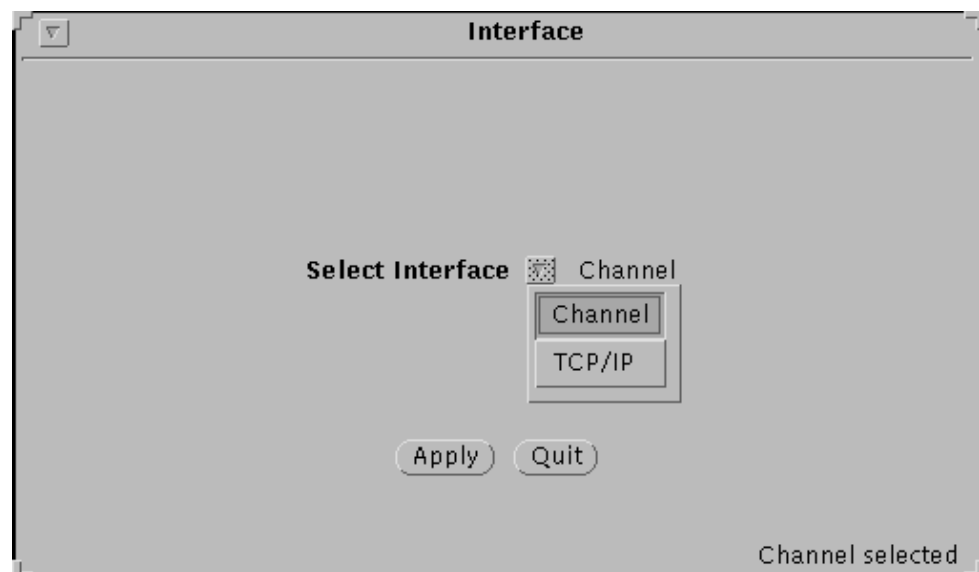 Interface
Select Interface Channel
Channel
TCP/IP
Apply Quit
Channel selected